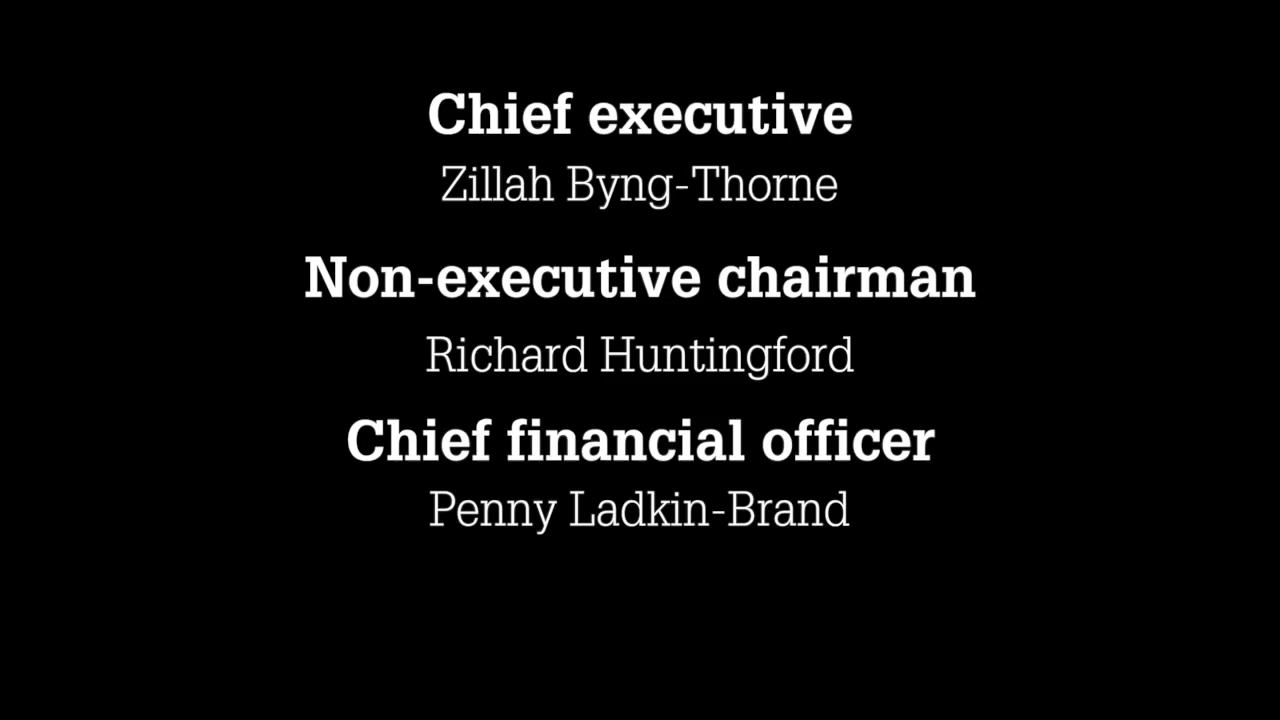 Chief executive
Zillah Byng-Thorne
Non-executive chairman
Richard Huntingford
Chief financial officer
Penny Ladkin-Brand